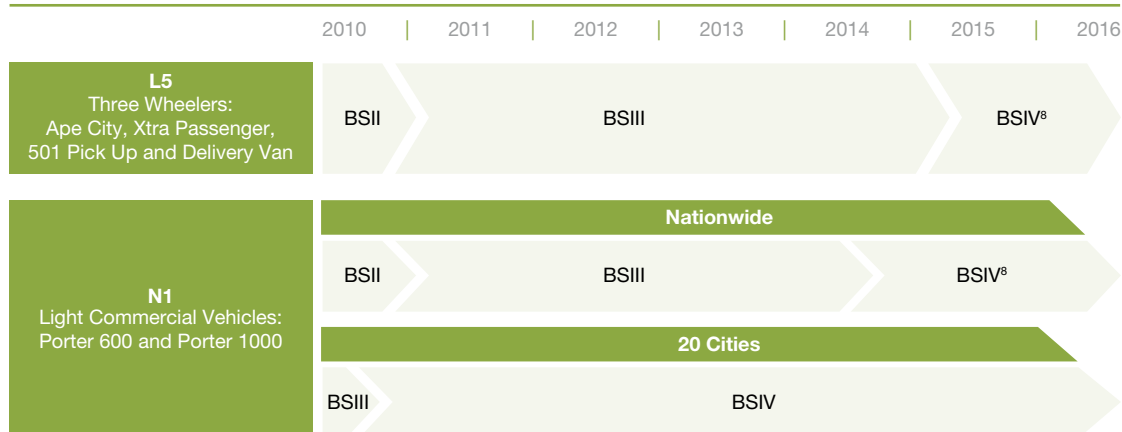 2010 | 2011 | 2012 | 2013 | 2014 | 2015 | 2016
L5
Three Wheelers:
Ape City, Xtra Passenger,
501 Pick Up and Delivery Van
BSII BSIII BSIV⁸
N1
Light Commercial Vehicles:
Porter 600 and Porter 1000
Nationwide
BSII BSIII BSIV⁸
20 Cities
BSIII BSIV